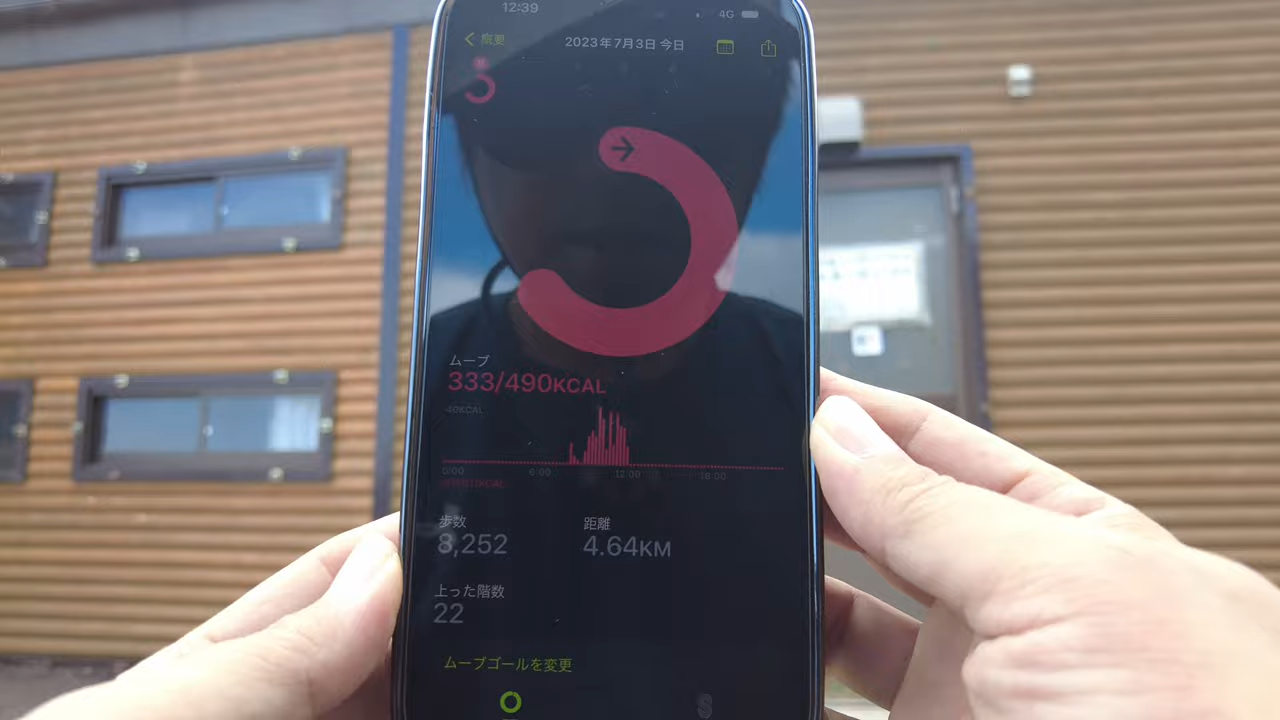 12:39
4G
概要
2023年7月3日 今日
ムーブ
333/490KCAL
40KCAL
0:00 6:00 12:00 18:00
歩数 距離
8,252 4.64KM
上った階数
22
ムーブゴールを変更